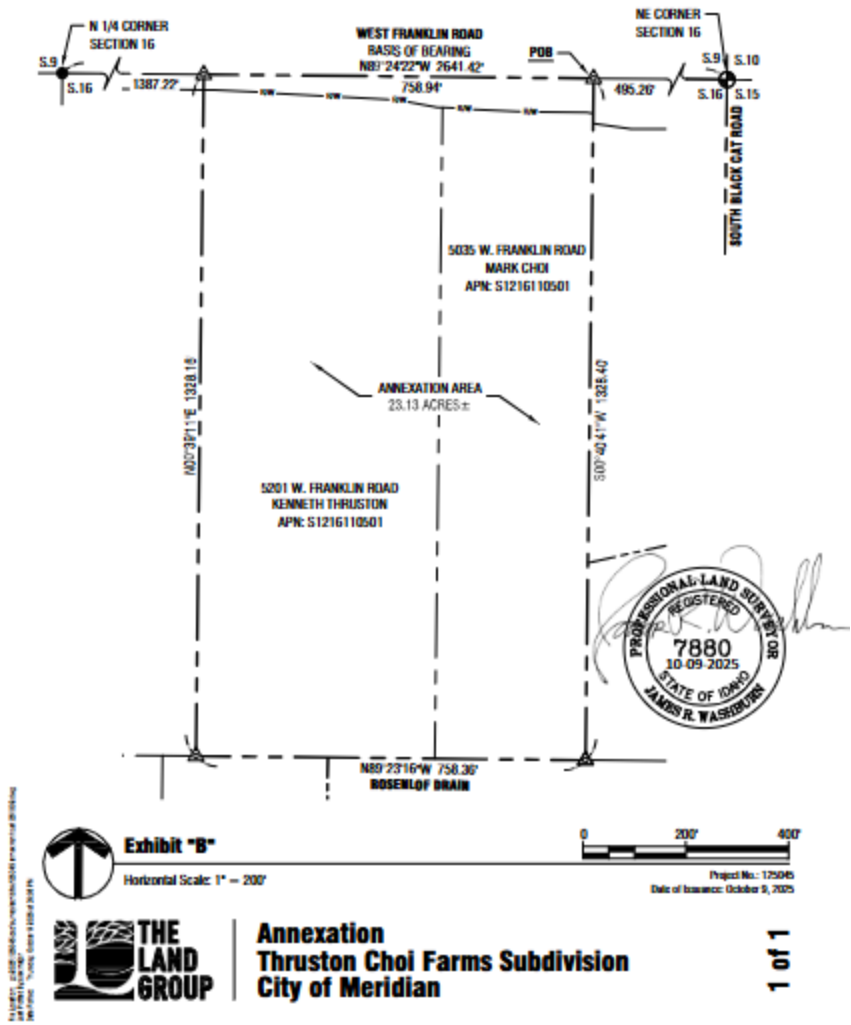 N 1/4 CORNER
SECTION 16
S.9
S.16
1387.22'
WEST FRANKLIN ROAD
BASIS OF BEARING
N89°24'22"W 2641.42'
758.94'
R/W
R/W
R/W
R/W
R/W
POB
495.26'
NE CORNER
SECTION 16
S.9 S.10
S.16 S.15
SOUTH BLACK CAT ROAD
5035 W. FRANKLIN ROAD
MARK CHOI
APN: S1216110501
N00°39'11"E 1328.16'
ANNEXATION AREA
23.13 ACRES±
S00°40'41"W 1328.40'
5201 W. FRANKLIN ROAD
KENNETH THRUSTON
APN: S1216110501
PROFESSIONAL LAND SURVEYOR
REGISTERED
7880
10-09-2025
STATE OF IDAHO
JAMES R. WASHBURN
N89°23'16"W 758.36'
ROSENLOF DRAIN
Exhibit "B"
Horizontal Scale: 1" = 200'
0 200' 400'
Project No.: 125045
Date of Issuance: October 9, 2025
THE
LAND
GROUP
Annexation
Thruston Choi Farms Subdivision
City of Meridian
1 of 1